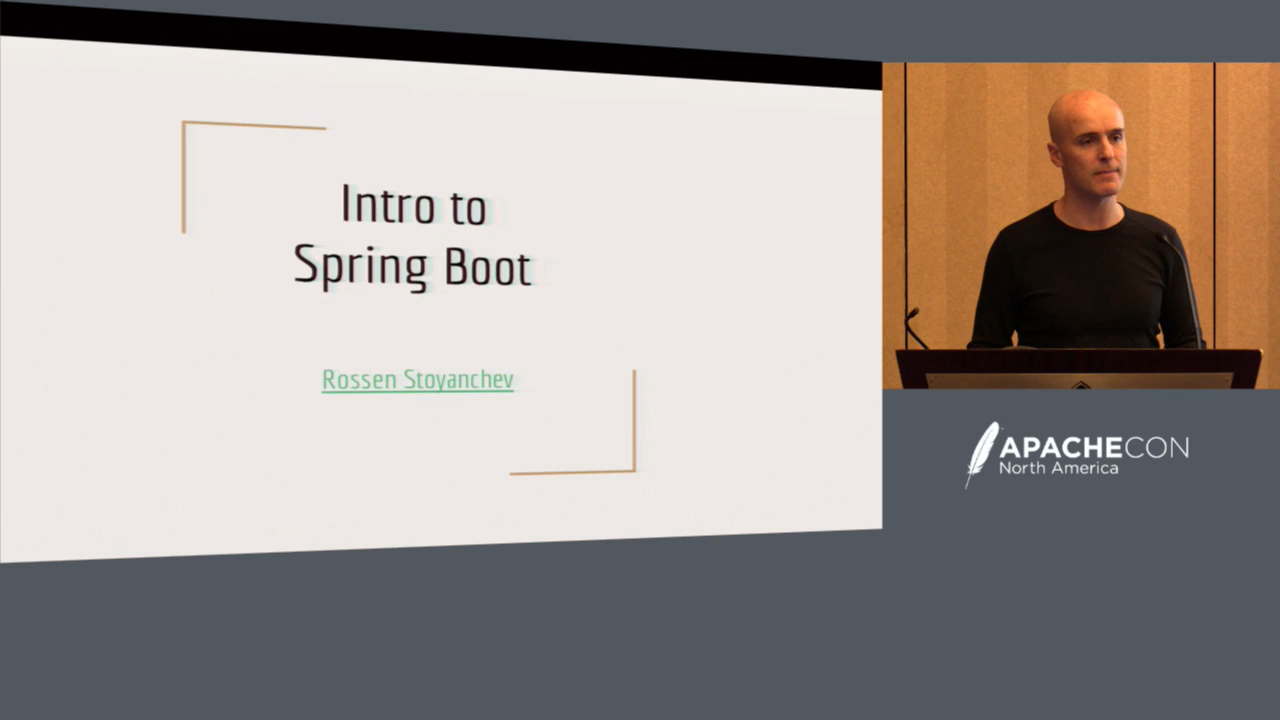 Intro to
Spring Boot
Rossen Stoyanchev
APACHECON
North America